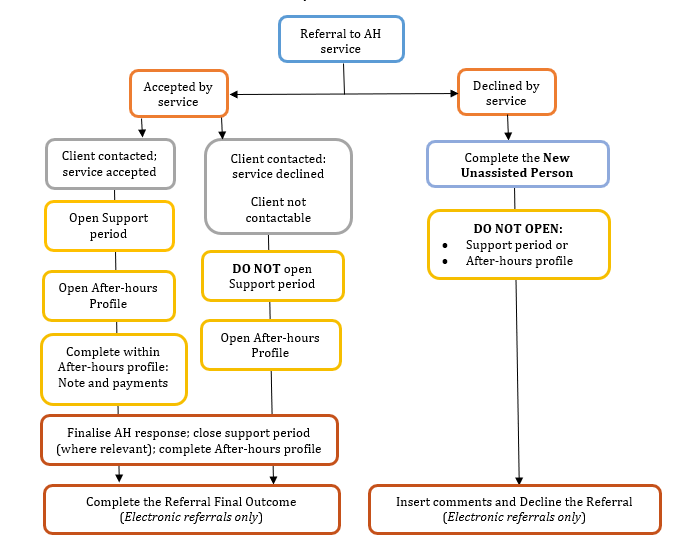 Referral to AH
service
Accepted by
service
Declined by
service
Client contacted;
service accepted
Client contacted:
service declined
Client not
contactable
Complete the New
Unassisted Person
Open Support
period
DO NOT OPEN:
• Support period or
• After-hours profile
DO NOT open
Support period
Open After-hours
Profile
Open After-hours
Profile
Complete within
After-hours profile:
Note and payments
Finalise AH response; close support period
(where relevant); complete After-hours profile
Complete the Referral Final Outcome
(Electronic referrals only)
Insert comments and Decline the Referral
(Electronic referrals only)